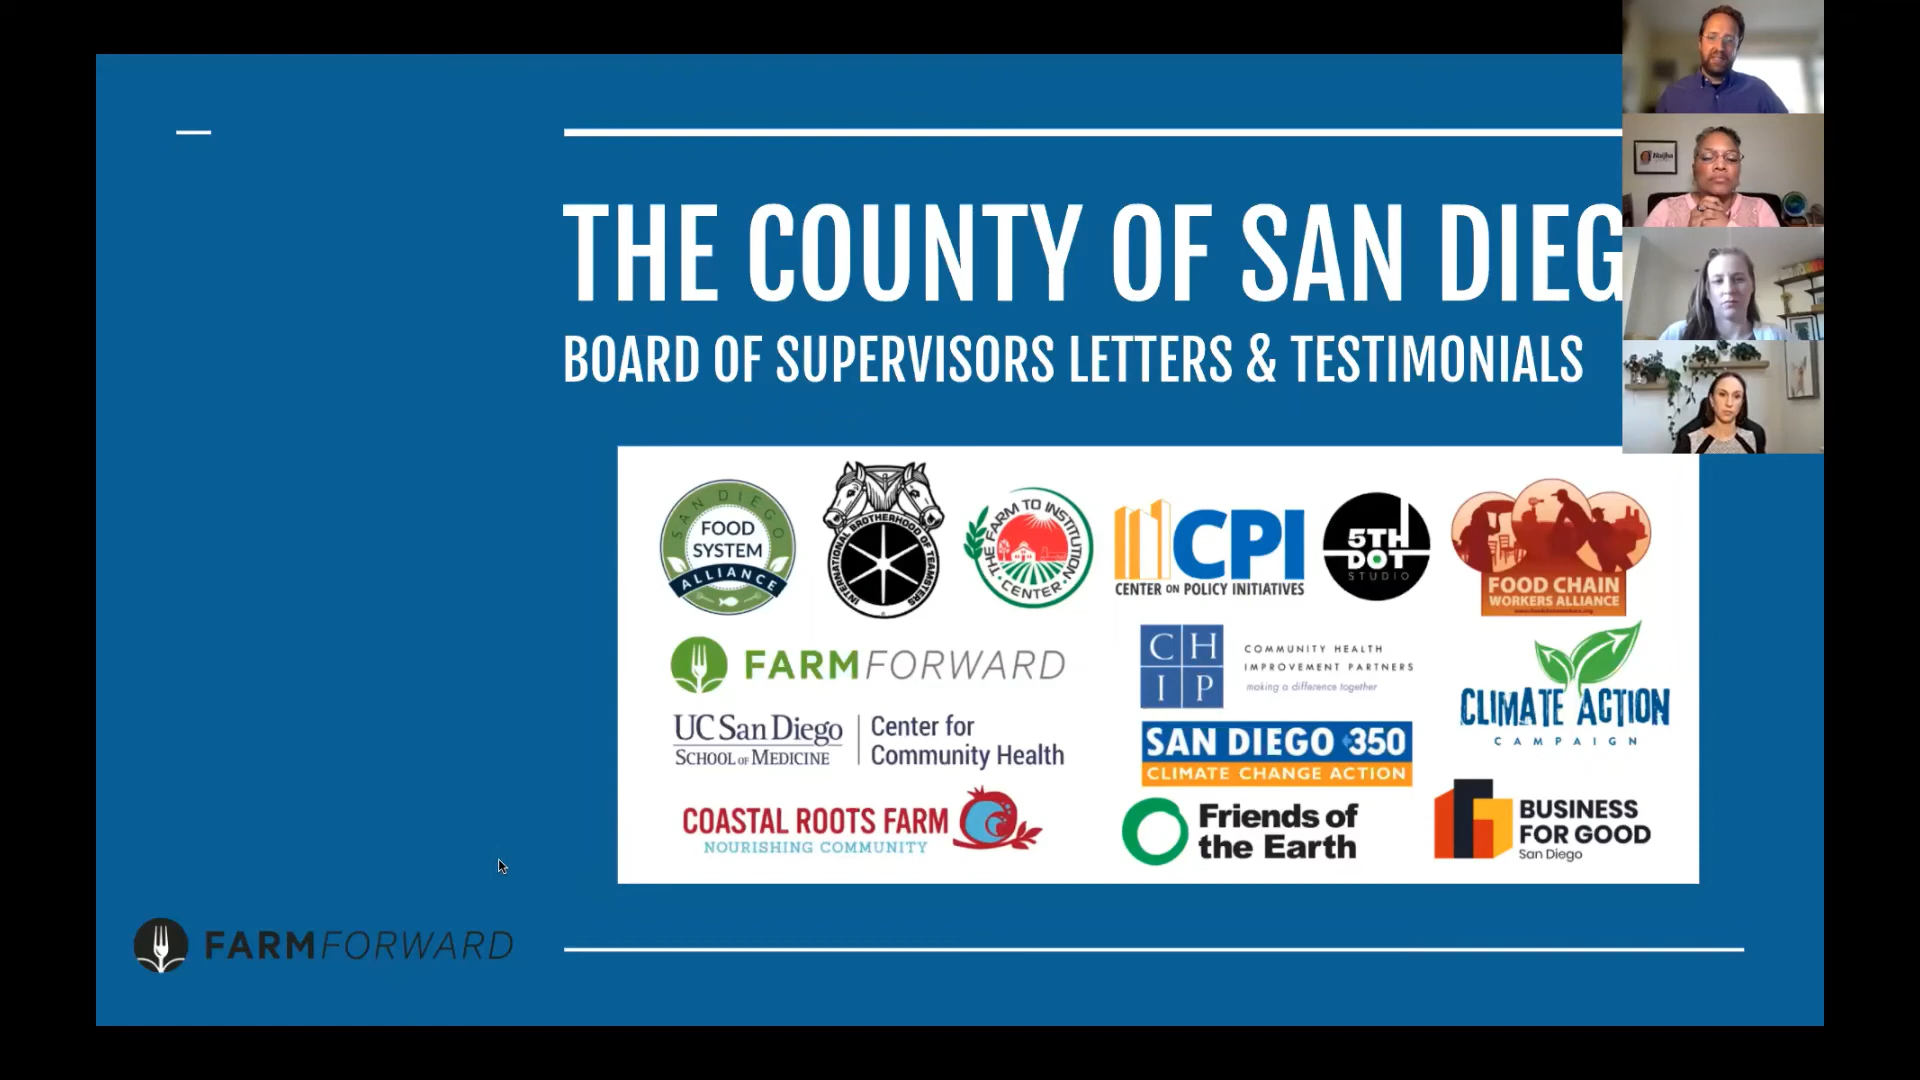 THE COUNTY OF SAN DIEG
BOARD OF SUPERVISORS LETTERS & TESTIMONIALS
SAN DIEGO
FOOD
SYSTEM
ALLIANCE
INTERNATIONAL BROTHERHOOD OF TEAMSTERS
THE FARM TO INSTITUTION
CENTER
CPI
CENTER ON POLICY INITIATIVES
5TH
DOT
STUDIO
FOOD CHAIN
WORKERS ALLIANCE
FARMFORWARD
CH
IP
COMMUNITY HEALTH
IMPROVEMENT PARTNERS
making a difference together
CLIMATE ACTION
CAMPAIGN
UC San Diego
SCHOOL OF MEDICINE
Center for
Community Health
SAN DIEGO 350
CLIMATE CHANGE ACTION
COASTAL ROOTS FARM
NOURISHING COMMUNITY
Friends of
the Earth
BUSINESS
FOR GOOD
San Diego
FARMFORWARD